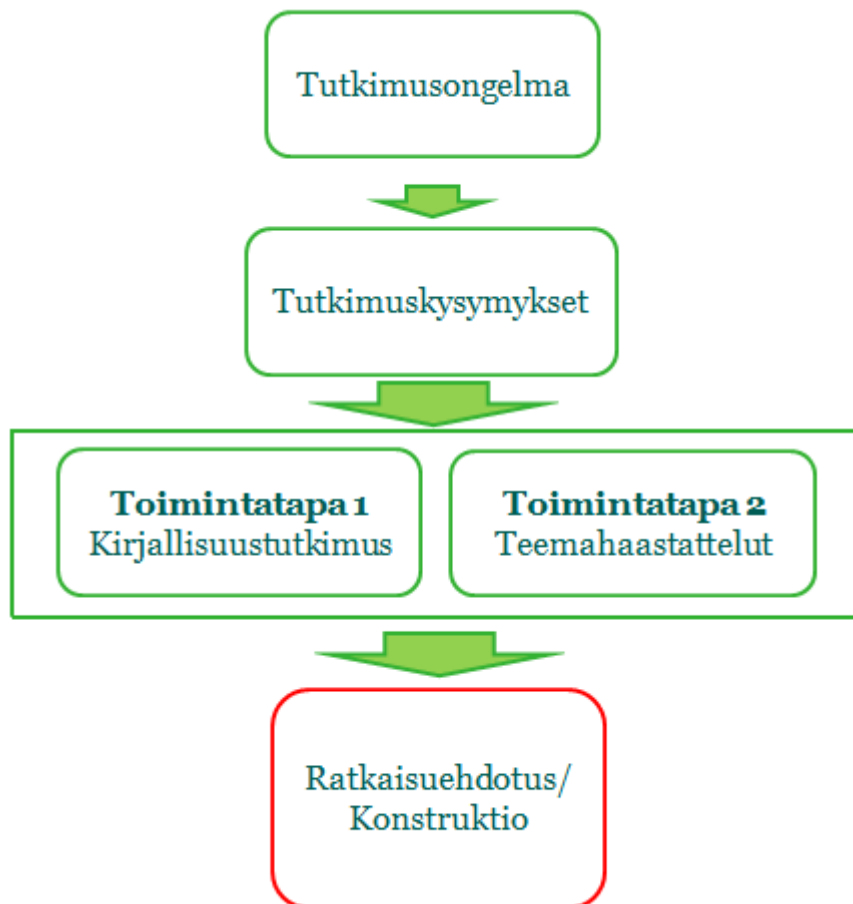 Tutkimusongelma
Tutkimuskysymykset
Toimintatapa 1
Kirjallisuustutkimus
Toimintatapa 2
Teemahaastattelut
Ratkaisuehdotus/
Konstruktio